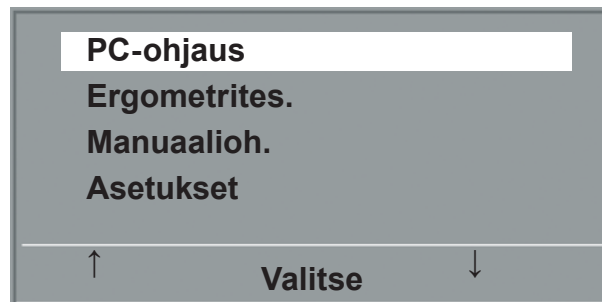 PC-ohjaus
Ergometrites.
Manuaalioh.
Asetukset
↑ Valitse ↓